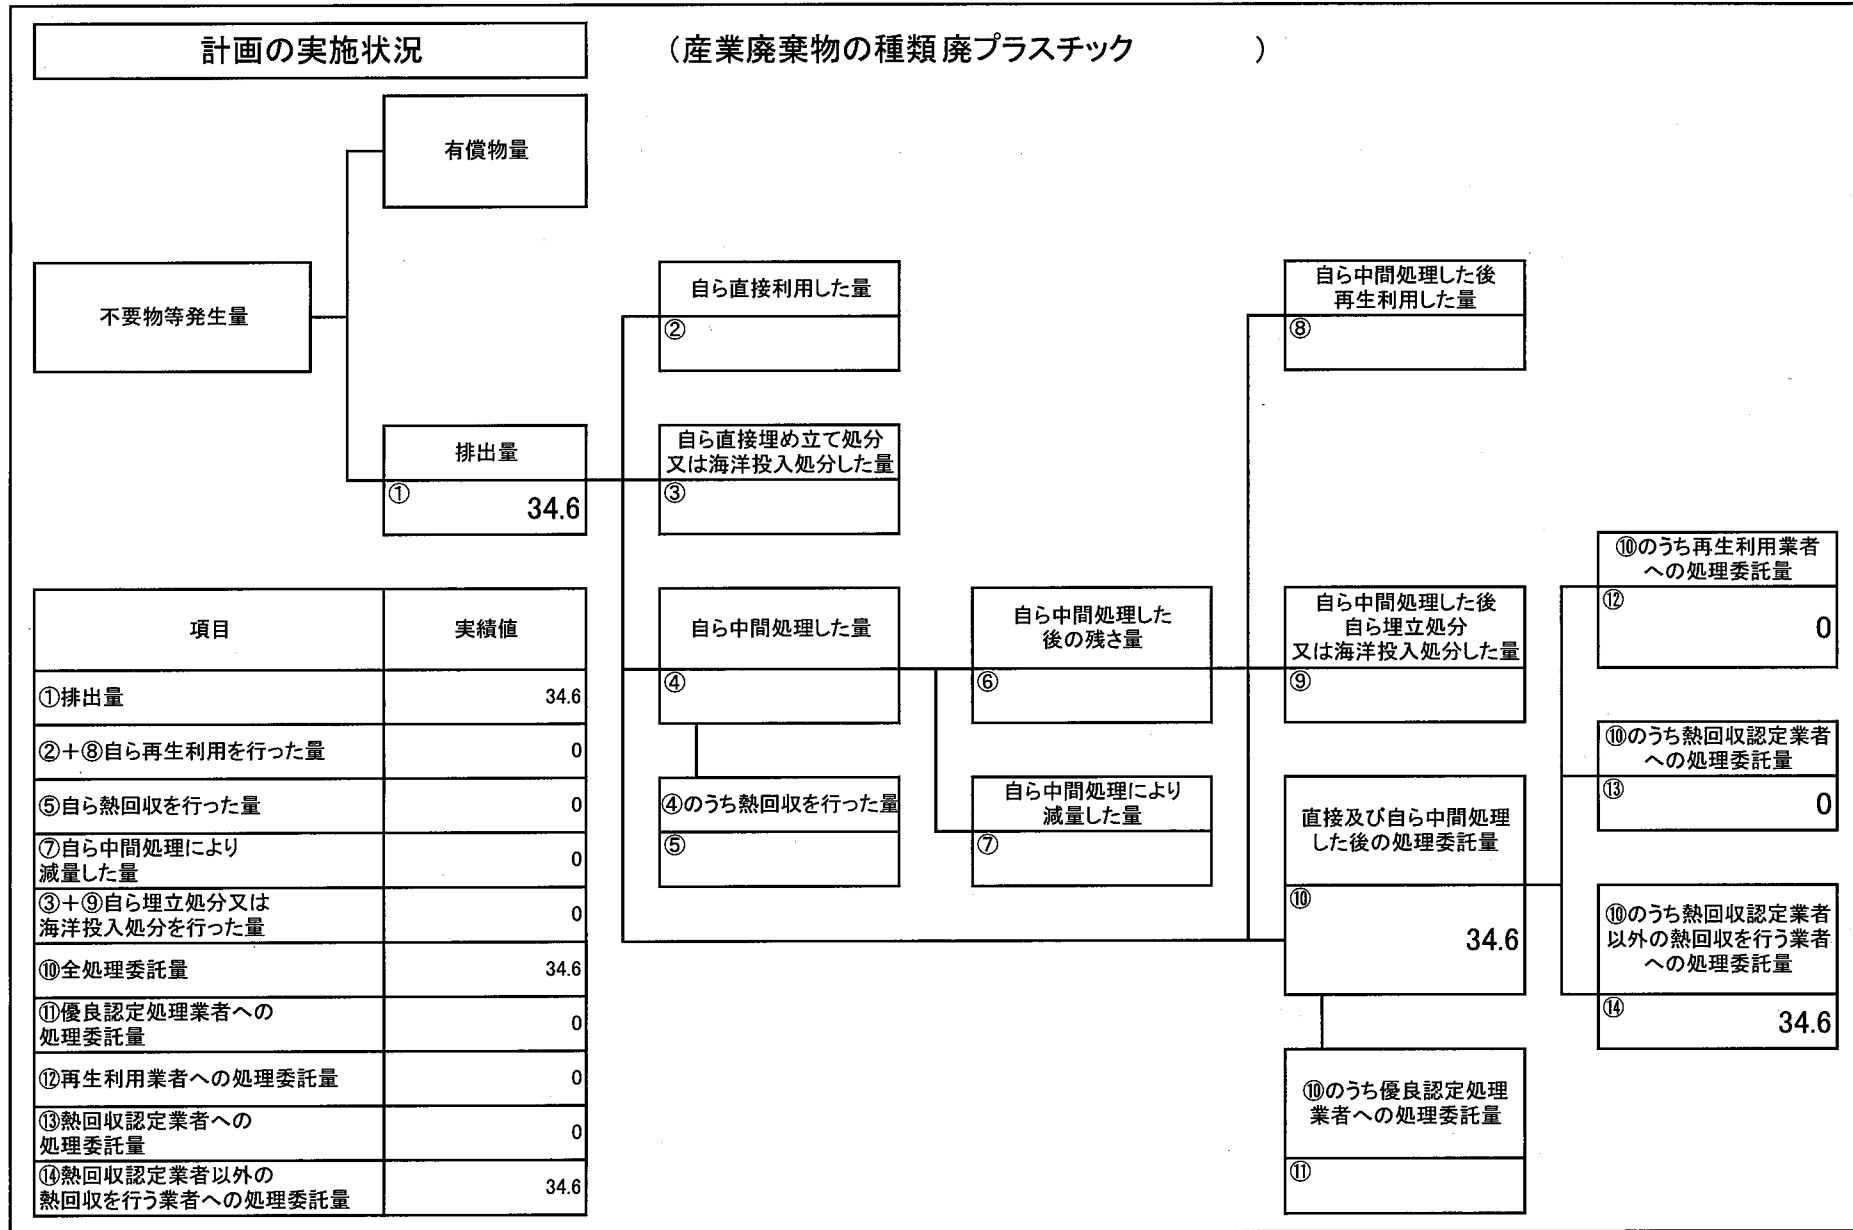 計画の実施状況
（産業廃棄物の種類 廃プラスチック ）
有償物量
不要物等発生量
排出量
①
34.6
自ら直接利用した量
②
自ら直接埋め立て処分
又は海洋投入処分した量
③
自ら中間処理した量
④
④のうち熱回収を行った量
⑤
自ら中間処理した
後の残さ量
⑥
自ら中間処理により
減量した量
⑦
自ら中間処理した後
再生利用した量
⑧
自ら中間処理した後
自ら埋立処分
又は海洋投入処分した量
⑨
直接及び自ら中間処理
した後の処理委託量
⑩
34.6
⑩のうち優良認定処理
業者への処理委託量
⑪
⑩のうち再生利用業者
への処理委託量
⑫
0
⑩のうち熱回収認定業者
への処理委託量
⑬
0
⑩のうち熱回収認定業者
以外の熱回収を行う業者
への処理委託量
⑭
34.6
項目 実績値
①排出量 34.6
②＋⑧自ら再生利用を行った量 0
⑤自ら熱回収を行った量 0
⑦自ら中間処理により
減量した量 0
③＋⑨自ら埋立処分又は
海洋投入処分を行った量 0
⑩全処理委託量 34.6
⑪優良認定処理業者への
処理委託量 0
⑫再生利用業者への処理委託量 0
⑬熱回収認定業者への
処理委託量 0
⑭熱回収認定業者以外の
熱回収を行う業者への処理委託量 34.6